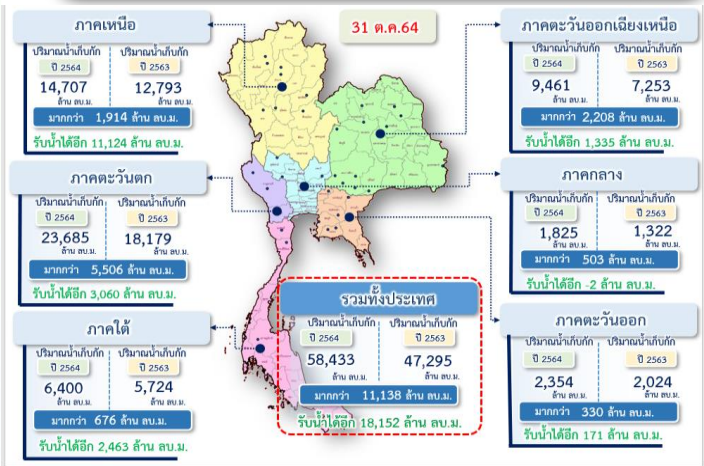 31 ต.ค.64
ภาคเหนือ
ปริมาณน้ำเก็บกัก ปริมาณน้ำเก็บกัก
ปี 2564 ปี 2563
14,707 12,793
ล้าน ลบ.ม. ล้าน ลบ.ม.
มากกว่า 1,914 ล้าน ลบ.ม.
รับน้ำได้อีก 11,124 ล้าน ลบ.ม.
ภาคตะวันออกเฉียงเหนือ
ปริมาณน้ำเก็บกัก ปริมาณน้ำเก็บกัก
ปี 2564 ปี 2563
9,461 7,253
ล้าน ลบ.ม. ล้าน ลบ.ม.
มากกว่า 2,208 ล้าน ลบ.ม.
รับน้ำได้อีก 1,335 ล้าน ลบ.ม.
ภาคตะวันตก
ปริมาณน้ำเก็บกัก ปริมาณน้ำเก็บกัก
ปี 2564 ปี 2563
23,685 18,179
ล้าน ลบ.ม. ล้าน ลบ.ม.
มากกว่า 5,506 ล้าน ลบ.ม.
รับน้ำได้อีก 3,060 ล้าน ลบ.ม.
ภาคกลาง
ปริมาณน้ำเก็บกัก ปริมาณน้ำเก็บกัก
ปี 2564 ปี 2563
1,825 1,322
ล้าน ลบ.ม. ล้าน ลบ.ม.
มากกว่า 503 ล้าน ลบ.ม.
รับน้ำได้อีก -2 ล้าน ลบ.ม.
ภาคใต้
ปริมาณน้ำเก็บกัก ปริมาณน้ำเก็บกัก
ปี 2564 ปี 2563
6,400 5,724
ล้าน ลบ.ม. ล้าน ลบ.ม.
มากกว่า 676 ล้าน ลบ.ม.
รับน้ำได้อีก 2,463 ล้าน ลบ.ม.
รวมทั้งประเทศ
ปริมาณน้ำเก็บกัก ปริมาณน้ำเก็บกัก
ปี 2564 ปี 2563
58,433 47,295
ล้าน ลบ.ม. ล้าน ลบ.ม.
มากกว่า 11,138 ล้าน ลบ.ม.
รับน้ำได้อีก 18,152 ล้าน ลบ.ม.
ภาคตะวันออก
ปริมาณน้ำเก็บกัก ปริมาณน้ำเก็บกัก
ปี 2564 ปี 2563
2,354 2,024
ล้าน ลบ.ม. ล้าน ลบ.ม.
มากกว่า 330 ล้าน ลบ.ม.
รับน้ำได้อีก 171 ล้าน ลบ.ม.